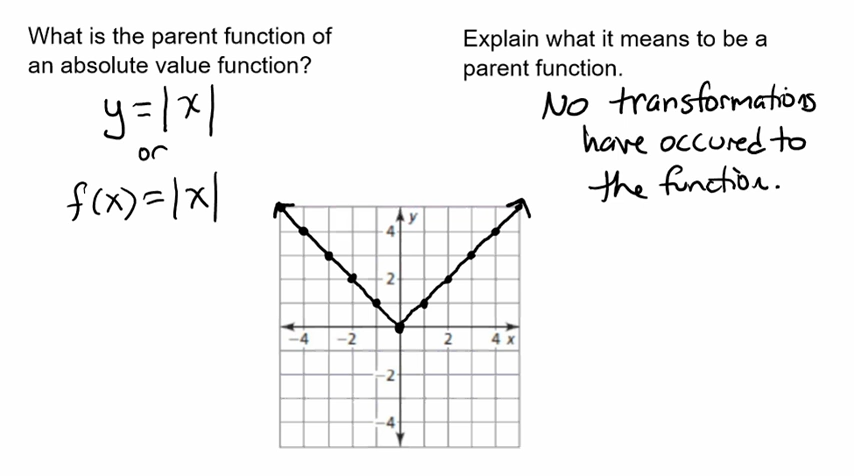 What is the parent function of
an absolute value function?
y=|x|
or
f(x)=|x|
Explain what it means to be a
parent function.
No transformations
have occured to
the function.
y
4
2
-4 -2 2 4 x
-2
-4